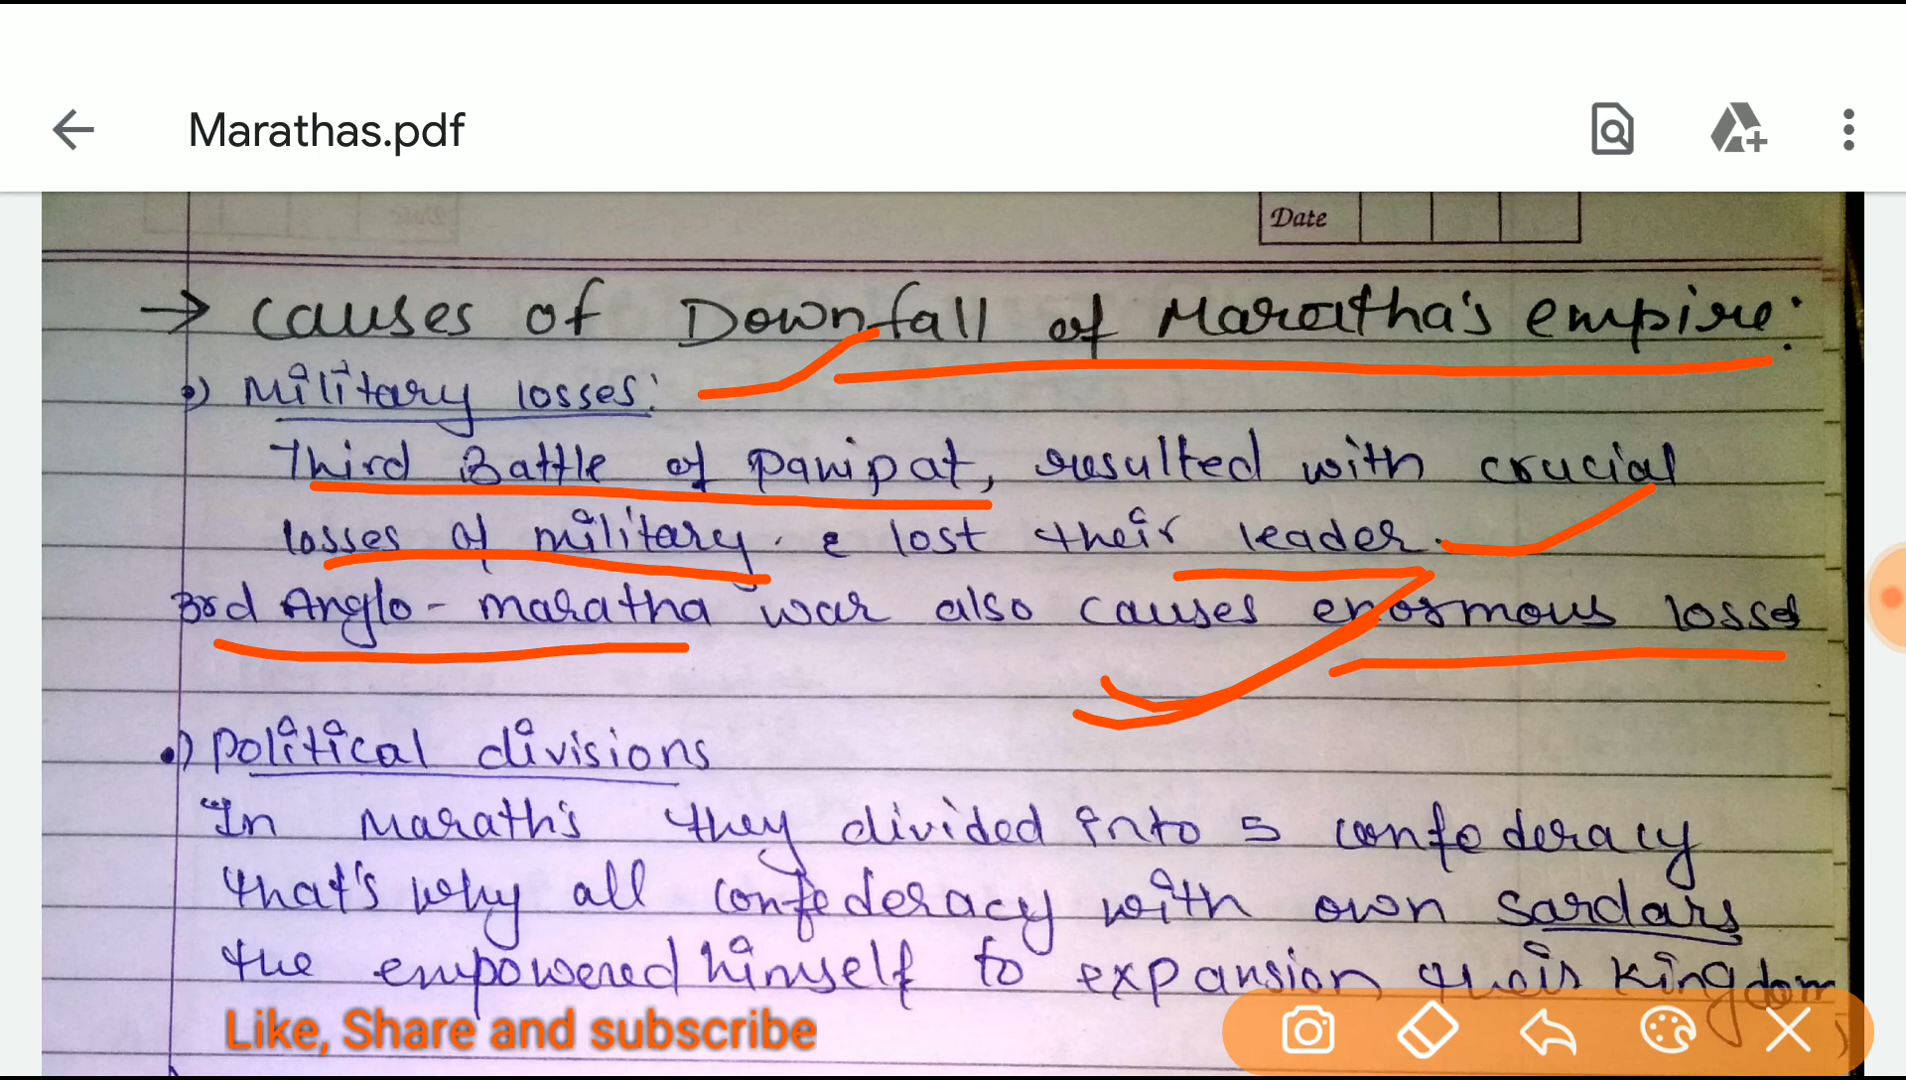 Marathas.pdf
Date
→ Causes of Downfall of Maratha's empire:
•) Military losses:
Third Battle of Panipat, resulted with crucial
losses of military. & lost their leader.
3rd Anglo-maratha war also causes enormous losses
•) Political divisions
In Marath's they divided into 5 confederacy
that's why all confederacy with own sardars
the empowered himself to expansion their kingdom
Like, Share and subscribe